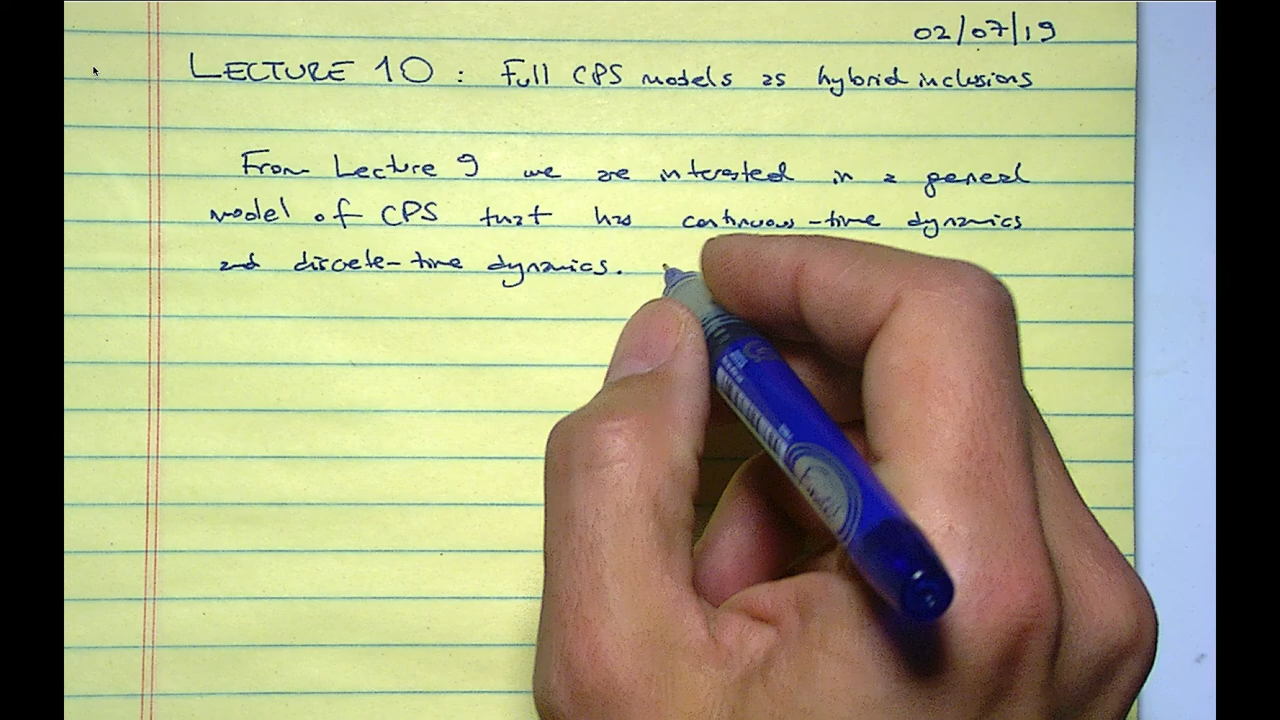 02/07/19
LECTURE 10 : Full CPS models as hybrid inclusions
From Lecture 9 we are interested in a general
model of CPS that has continuous-time dynamics
and discrete-time dynamics.